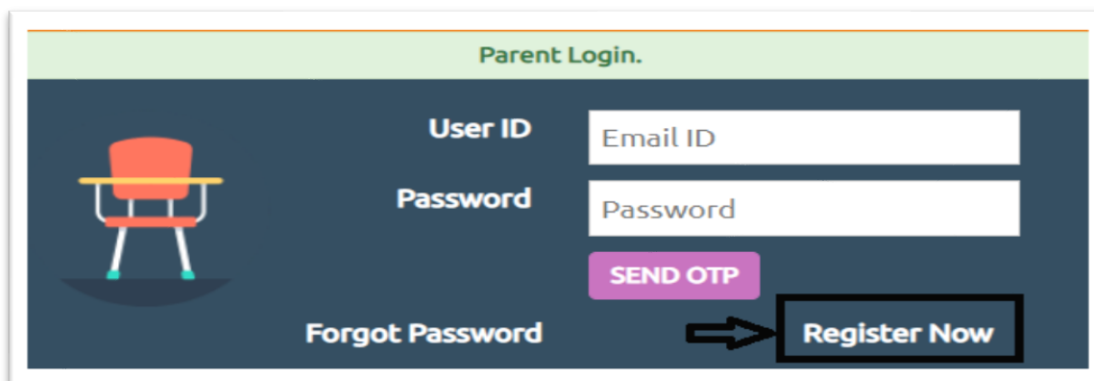 Parent Login.
User ID
Email ID
Password
Password
SEND OTP
Forgot Password
Register Now